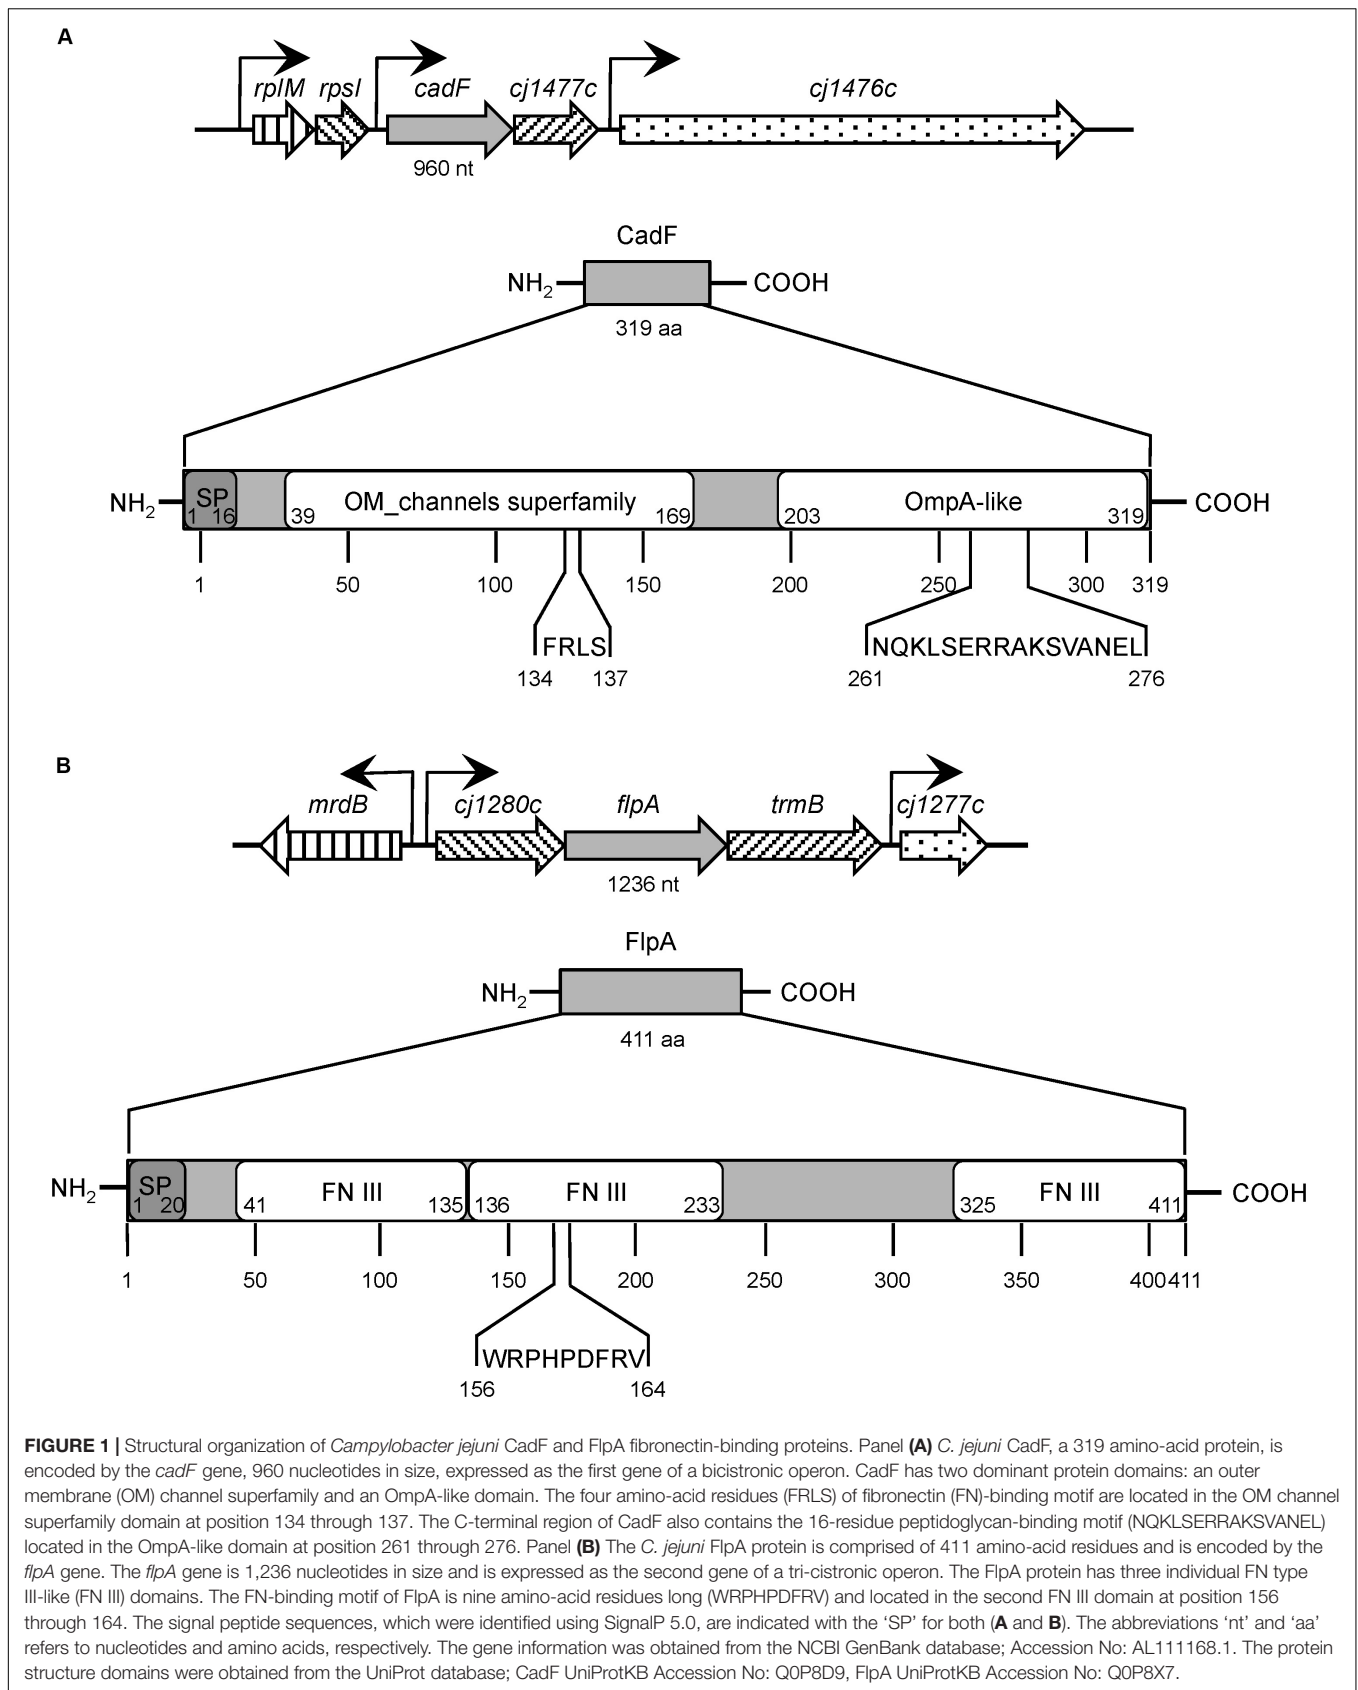 A
rplM rpsI cadF cj1477c cj1476c
960 nt
CadF
NH2 COOH
319 aa
NH2 SP 1 16 39 OM_channels superfamily 169 203 OmpA-like 319 COOH
1 50 100 150 200 250 300 319
FRLS NQKLSERRAKSVANEL
134 137 261 276
B
mrdB cj1280c flpA trmB cj1277c
1236 nt
FlpA
NH2 COOH
411 aa
NH2 SP 1 20 41 FN III 135 136 FN III 233 325 FN III 411 COOH
1 50 100 150 200 250 300 350 400 411
WRPHPDFRV
156 164
FIGURE 1 | Structural organization of Campylobacter jejuni CadF and FlpA fibronectin-binding proteins. Panel (A) C. jejuni CadF, a 319 amino-acid protein, is
encoded by the cadF gene, 960 nucleotides in size, expressed as the first gene of a bicistronic operon. CadF has two dominant protein domains: an outer
membrane (OM) channel superfamily and an OmpA-like domain. The four amino-acid residues (FRLS) of fibronectin (FN)-binding motif are located in the OM channel
superfamily domain at position 134 through 137. The C-terminal region of CadF also contains the 16-residue peptidoglycan-binding motif (NQKLSERRAKSVANEL)
located in the OmpA-like domain at position 261 through 276. Panel (B) The C. jejuni FlpA protein is comprised of 411 amino-acid residues and is encoded by the
flpA gene. The flpA gene is 1,236 nucleotides in size and is expressed as the second gene of a tri-cistronic operon. The FlpA protein has three individual FN type
III-like (FN III) domains. The FN-binding motif of FlpA is nine amino-acid residues long (WRPHPDFRV) and located in the second FN III domain at position 156
through 164. The signal peptide sequences, which were identified using SignalP 5.0, are indicated with the ‘SP’ for both (A and B). The abbreviations ‘nt’ and ‘aa’
refers to nucleotides and amino acids, respectively. The gene information was obtained from the NCBI GenBank database; Accession No: AL111168.1. The protein
structure domains were obtained from the UniProt database; CadF UniProtKB Accession No: Q0P8D9, FlpA UniProtKB Accession No: Q0P8X7.